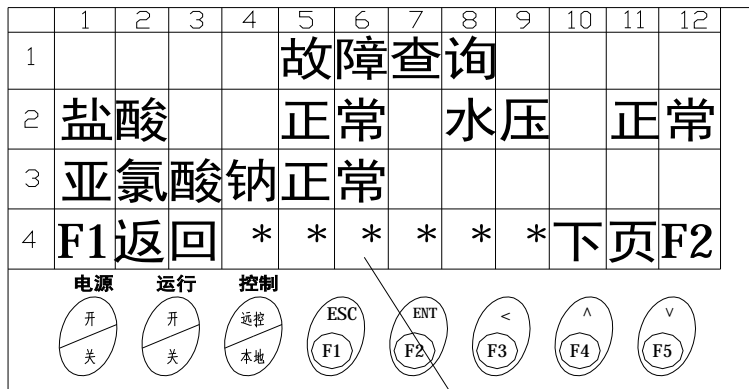 1 2 3 4 5 6 7 8 9 10 11 12
1 故障查询
2 盐酸 正常 水压 正常
3 亚氯酸钠正常
4 F1返回 * * * * * * 下页F2
电源 运行 控制
开 开 远控 ESC ENT < ^ v
关 关 本地 F1 F2 F3 F4 F5